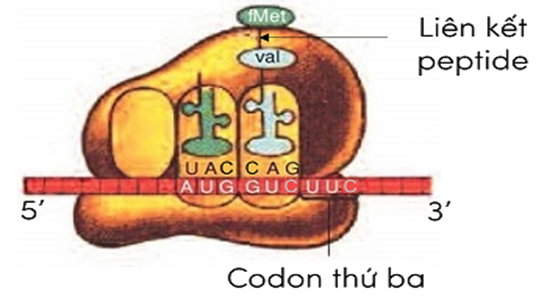 fMet
Liên kết
peptide
val
UAC CAG
AUG GUC UUC
5’
3’
Codon thứ ba